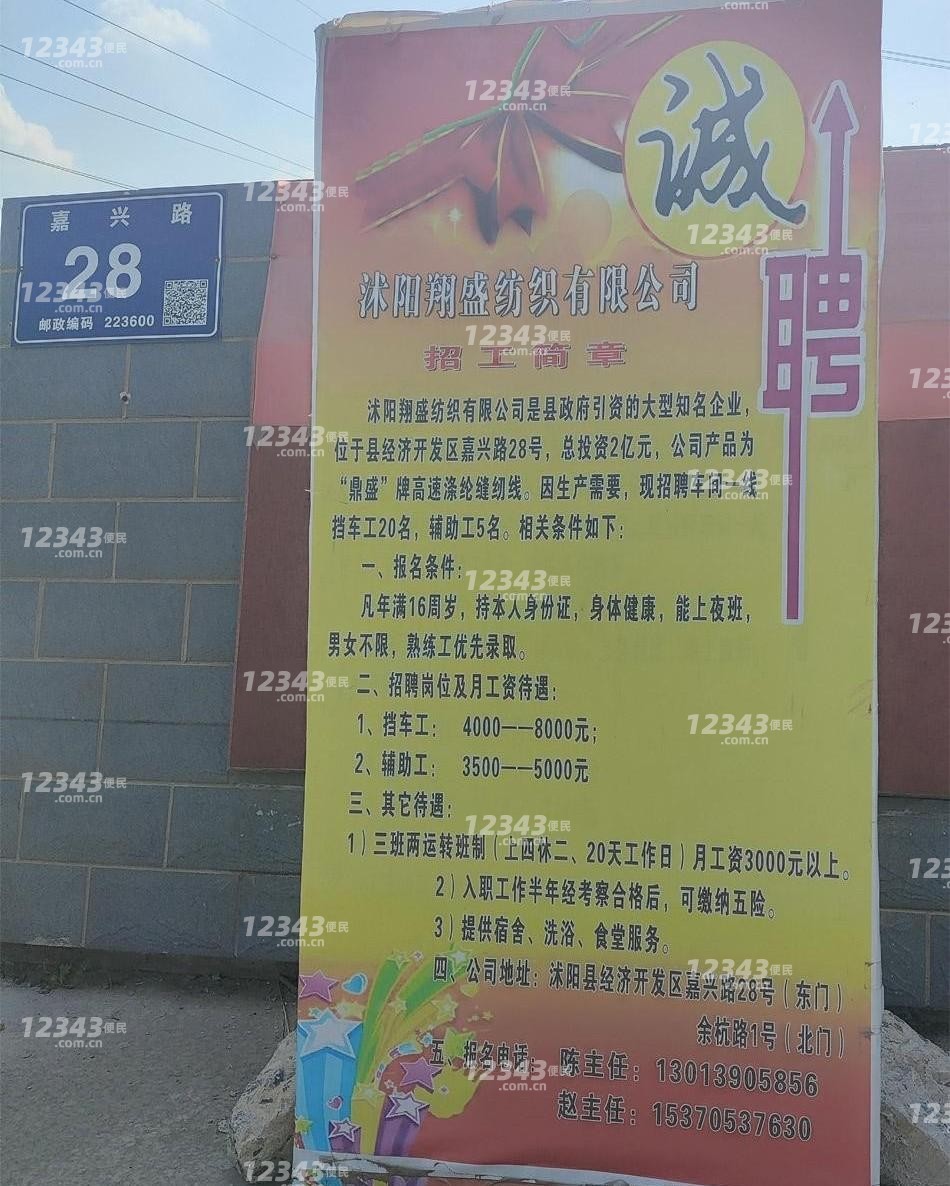 嘉兴路
28
邮政编码 223600
诚
聘
沭阳翔盛纺织有限公司
招工简章
沭阳翔盛纺织有限公司是县政府引资的大型知名企业，
位于县经济开发区嘉兴路28号，总投资2亿元，公司产品为
“鼎盛”牌高速涤纶缝纫线。因生产需要，现招聘车间一线
挡车工20名，辅助工5名。相关条件如下：
一、报名条件：
凡年满16周岁，持本人身份证，身体健康，能上夜班，
男女不限，熟练工优先录取。
二、招聘岗位及月工资待遇：
1、挡车工： 4000——8000元；
2、辅助工： 3500——5000元
三、其它待遇：
1）三班两运转班制（上四休二、20天工作日）月工资3000元以上。
2）入职工作半年经考察合格后，可缴纳五险。
3）提供宿舍、洗浴、食堂服务。
四、公司地址：沭阳县经济开发区嘉兴路28号（东门）
余杭路1号（北门）
五、报名电话： 陈主任：13013905856
赵主任：15370537630
12343便民
.com.cn